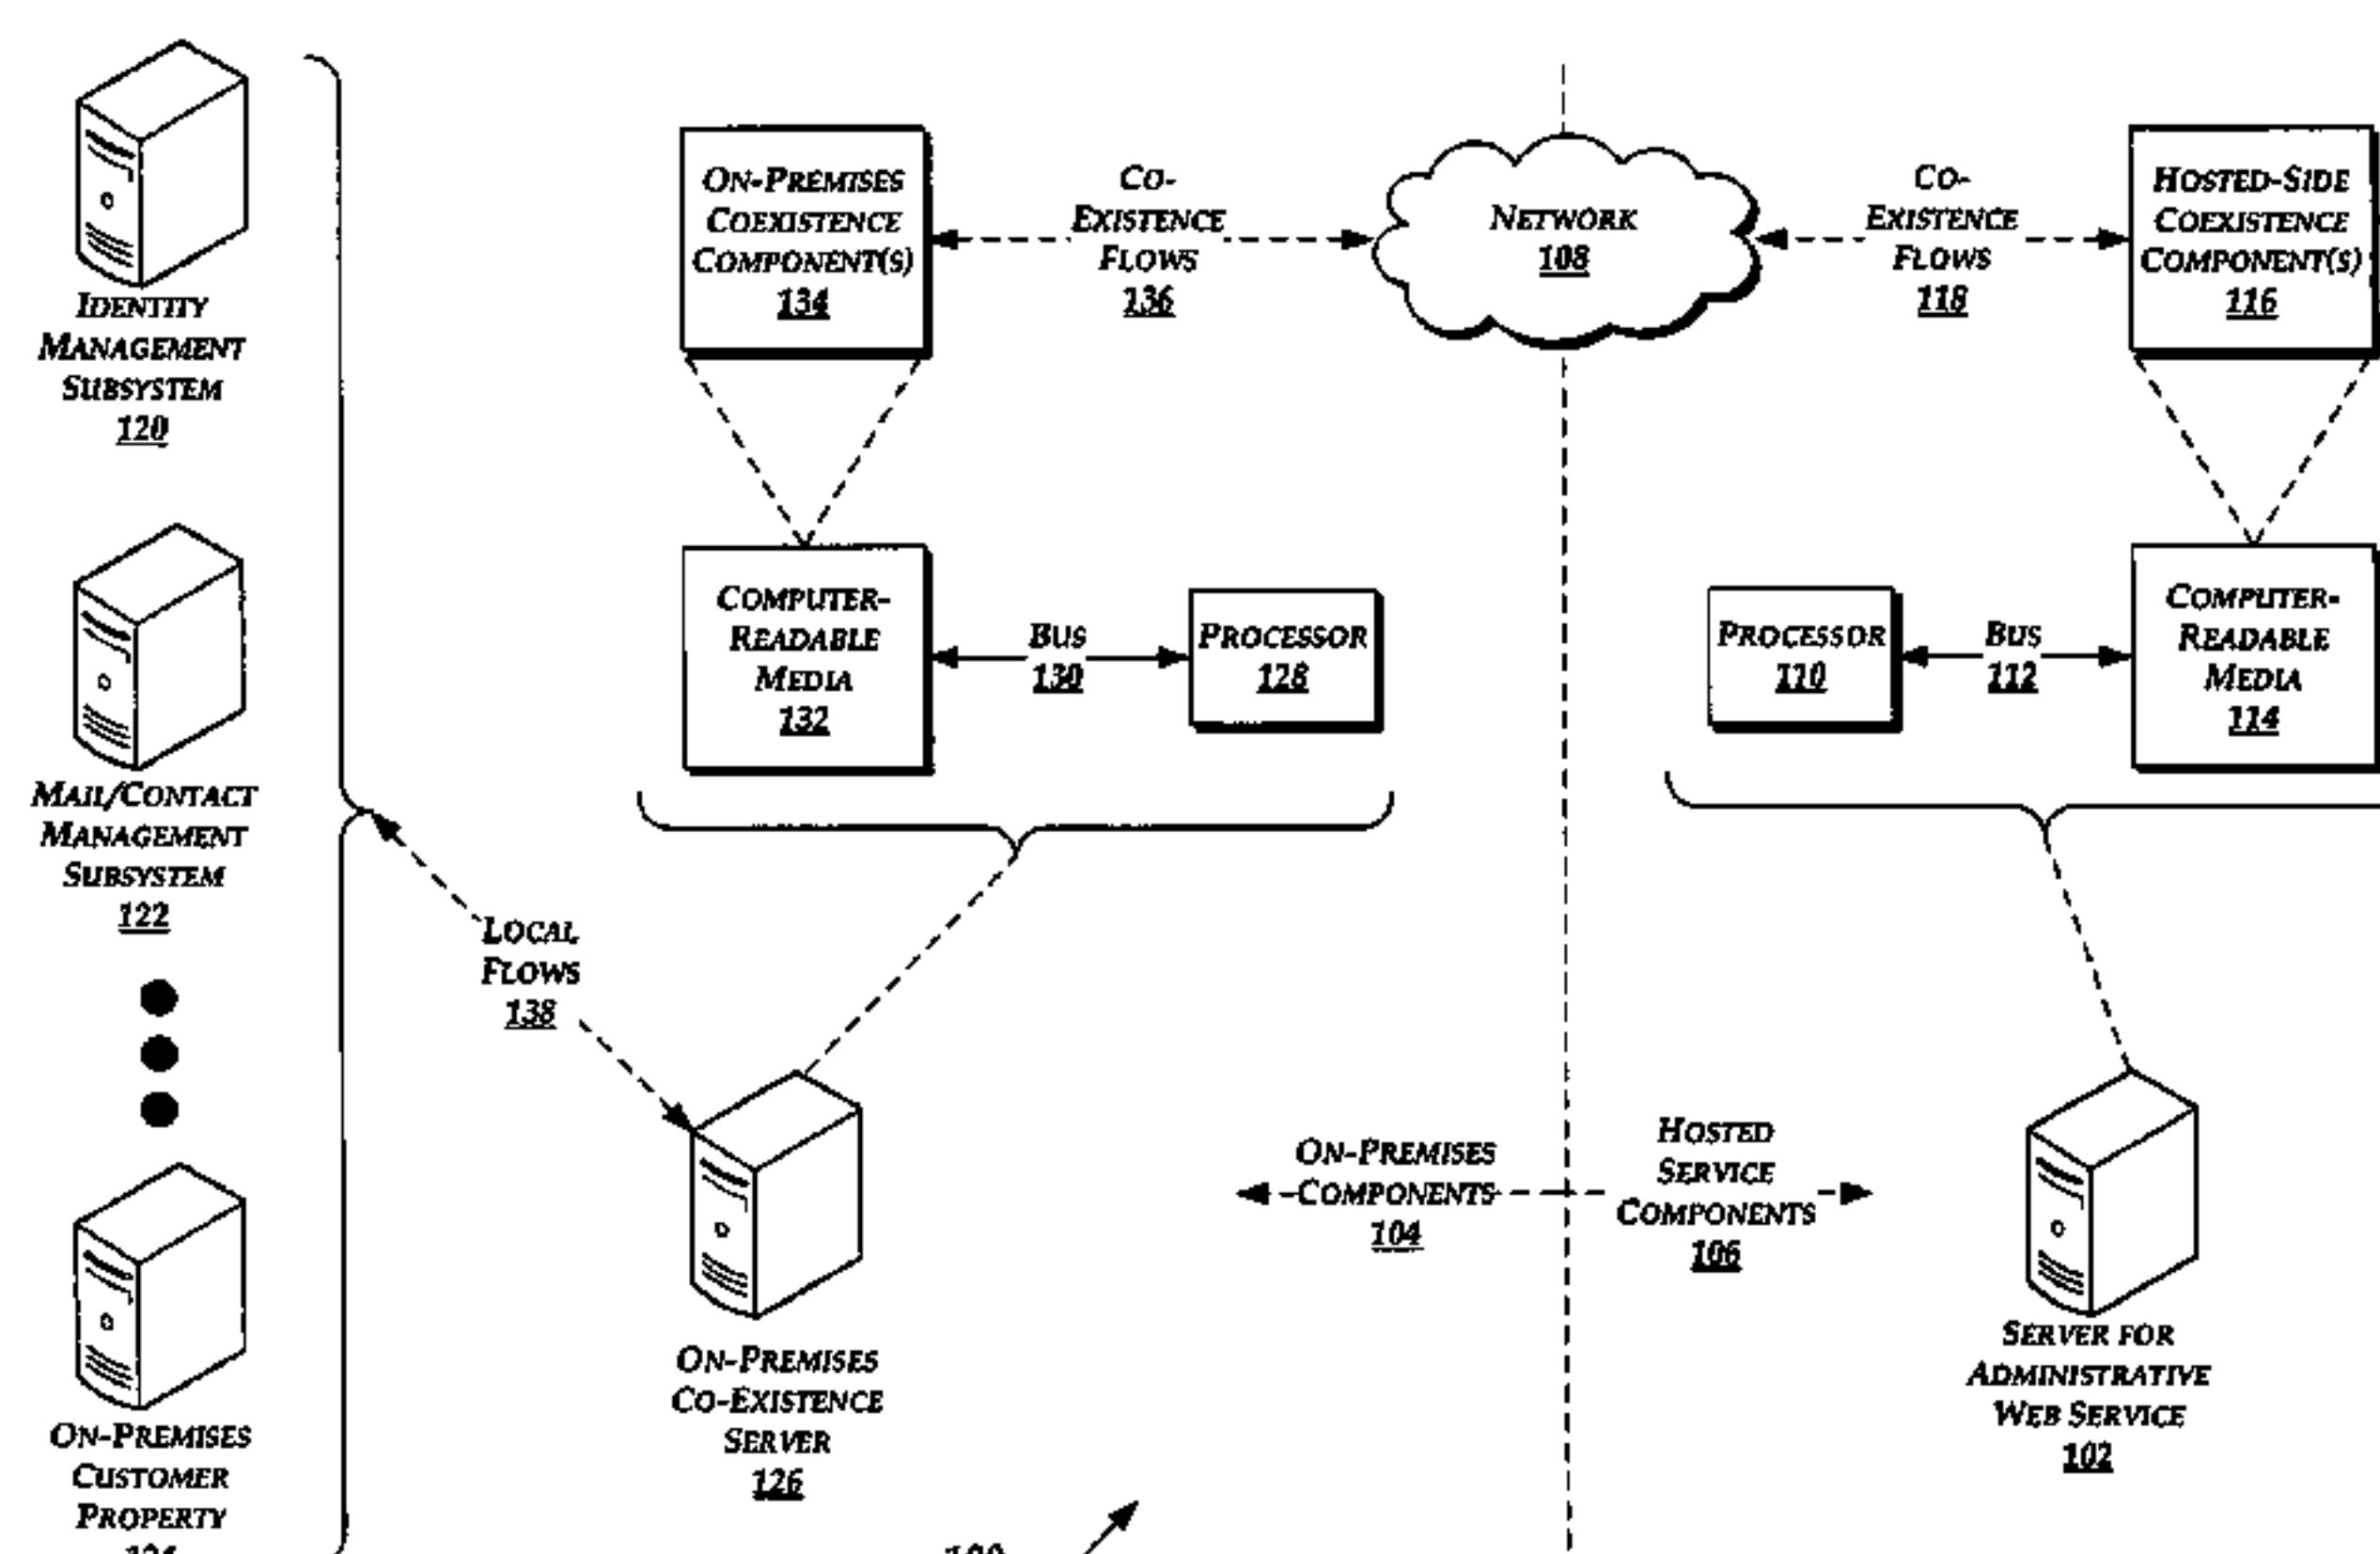 IDENTITY
MANAGEMENT
SUBSYSTEM
120
MAIL/CONTACT
MANAGEMENT
SUBSYSTEM
122
ON-PREMISES
CUSTOMER
PROPERTY
LOCAL
FLOWS
138
ON-PREMISES
COEXISTENCE
COMPONENT(S)
134
CO-
EXISTENCE
FLOWS
136
NETWORK
108
CO-
EXISTENCE
FLOWS
118
HOSTED-SIDE
COEXISTENCE
COMPONENT(S)
116
COMPUTER-
READABLE
MEDIA
132
BUS
130
PROCESSOR
128
PROCESSOR
110
BUS
112
COMPUTER-
READABLE
MEDIA
114
ON-PREMISES
CO-EXISTENCE
SERVER
126
ON-PREMISES
COMPONENTS
104
HOSTED
SERVICE
COMPONENTS
106
SERVER FOR
ADMINISTRATIVE
WEB SERVICE
102